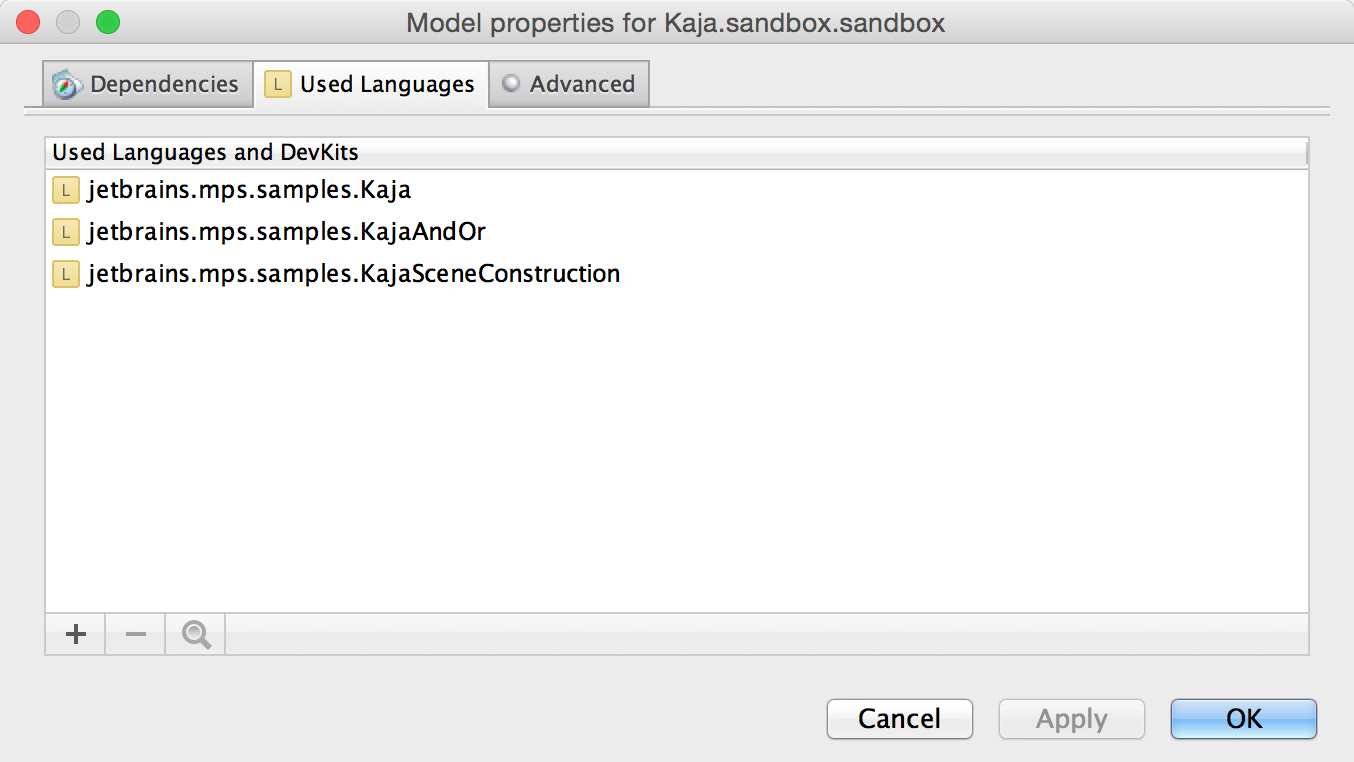 Model properties for Kaja.sandbox.sandbox
Dependencies L Used Languages Advanced
Used Languages and DevKits
L jetbrains.mps.samples.Kaja
L jetbrains.mps.samples.KajaAndOr
L jetbrains.mps.samples.KajaSceneConstruction
Cancel Apply OK